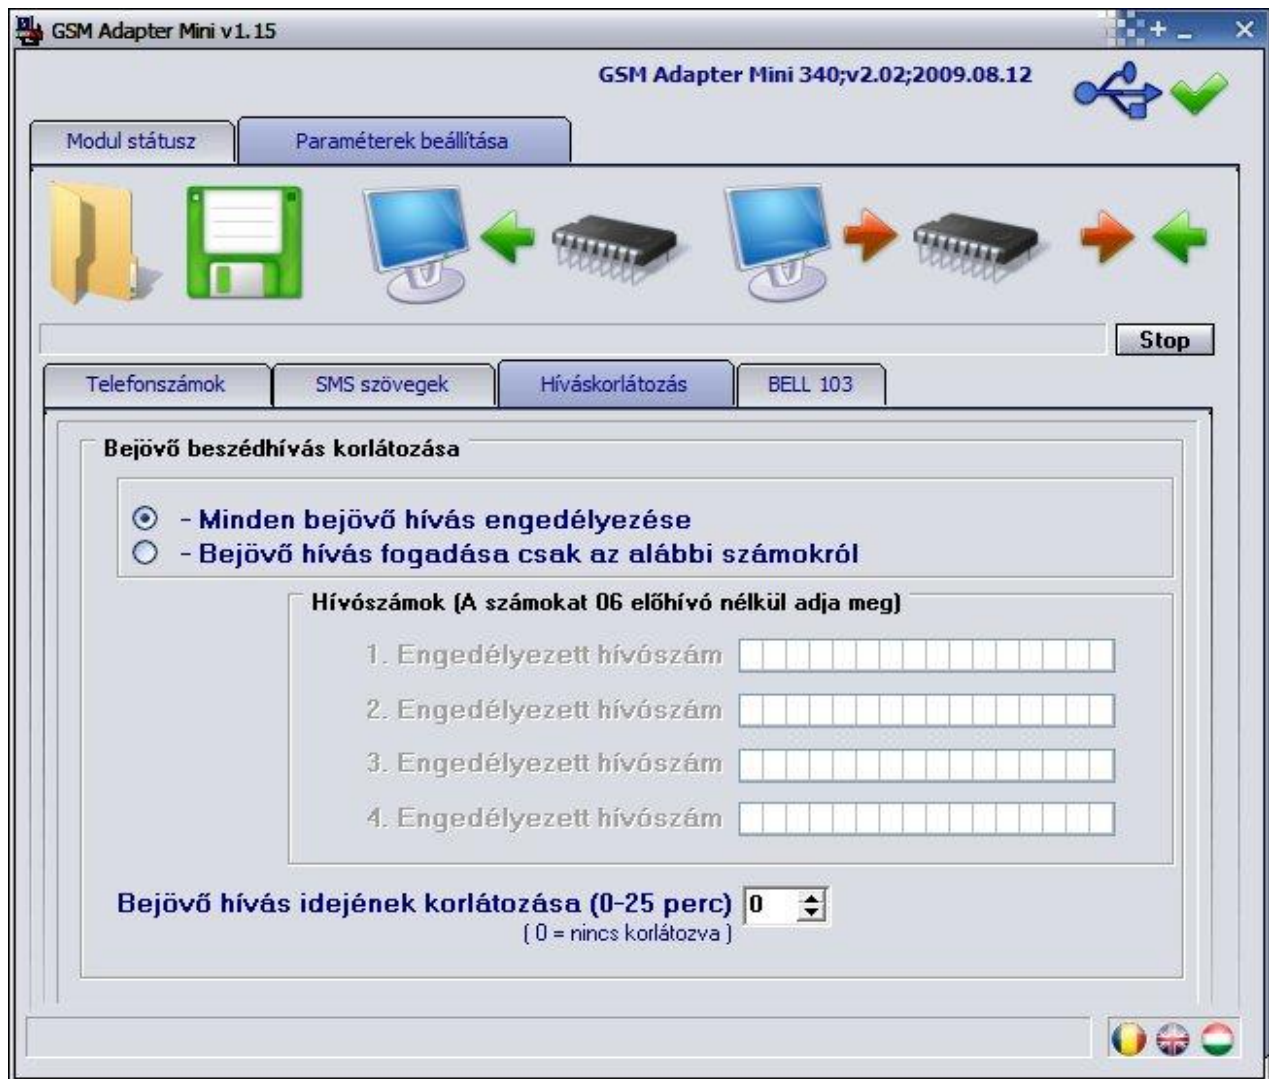 GSM Adapter Mini v1.15
GSM Adapter Mini 340;v2.02;2009.08.12
Modul státusz
Paraméterek beállítása
Stop
Telefonszámok
SMS szövegek
Híváskorlátozás
BELL 103
Bejövő beszédhívás korlátozása
- Minden bejövő hívás engedélyezése
- Bejövő hívás fogadása csak az alábbi számokról
Hívószámok (A számokat 06 előhívó nélkül adja meg)
1. Engedélyezett hívószám
2. Engedélyezett hívószám
3. Engedélyezett hívószám
4. Engedélyezett hívószám
Bejövő hívás idejének korlátozása (0-25 perc) 0
( 0 = nincs korlátozva )